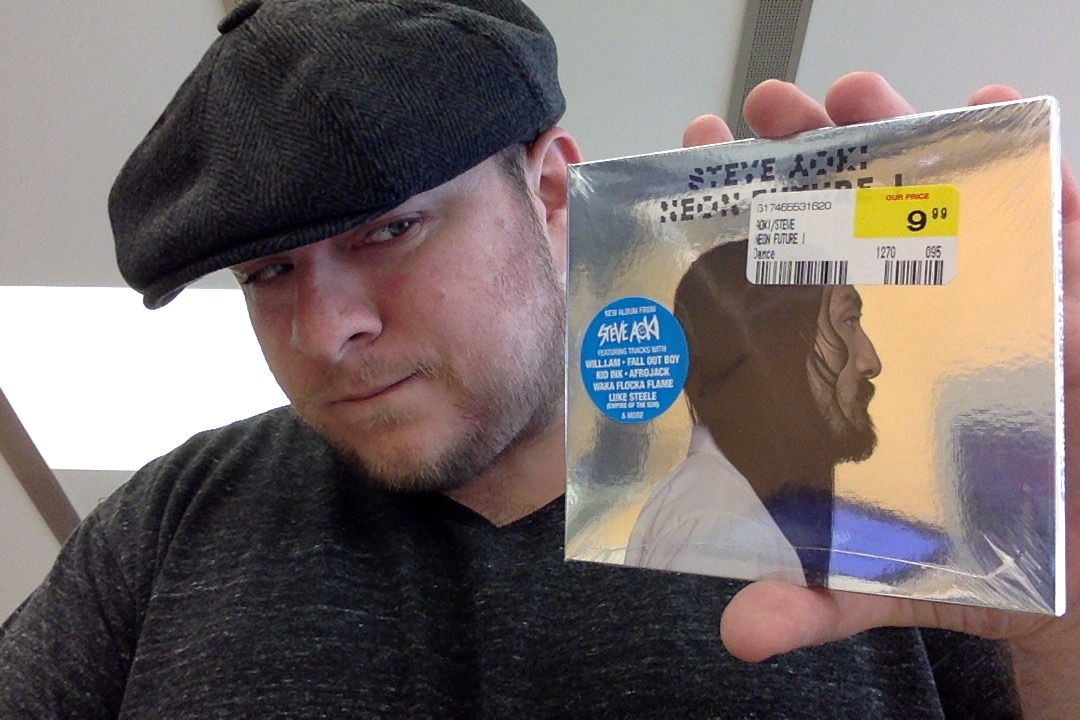 STEVE AOKI
NEON FUTURE I
617465531620
AOKI/STEVE
NEON FUTURE I
Dance
OUR PRICE
9 99
1270 095
NEW ALBUM FROM
STEVE AOKI
FEATURING TRACKS WITH
WILL.I.AM • FALL OUT BOY
KID INK • AFROJACK
WAKA FLOCKA FLAME
LUKE STEELE
(EMPIRE OF THE SUN)
& MORE